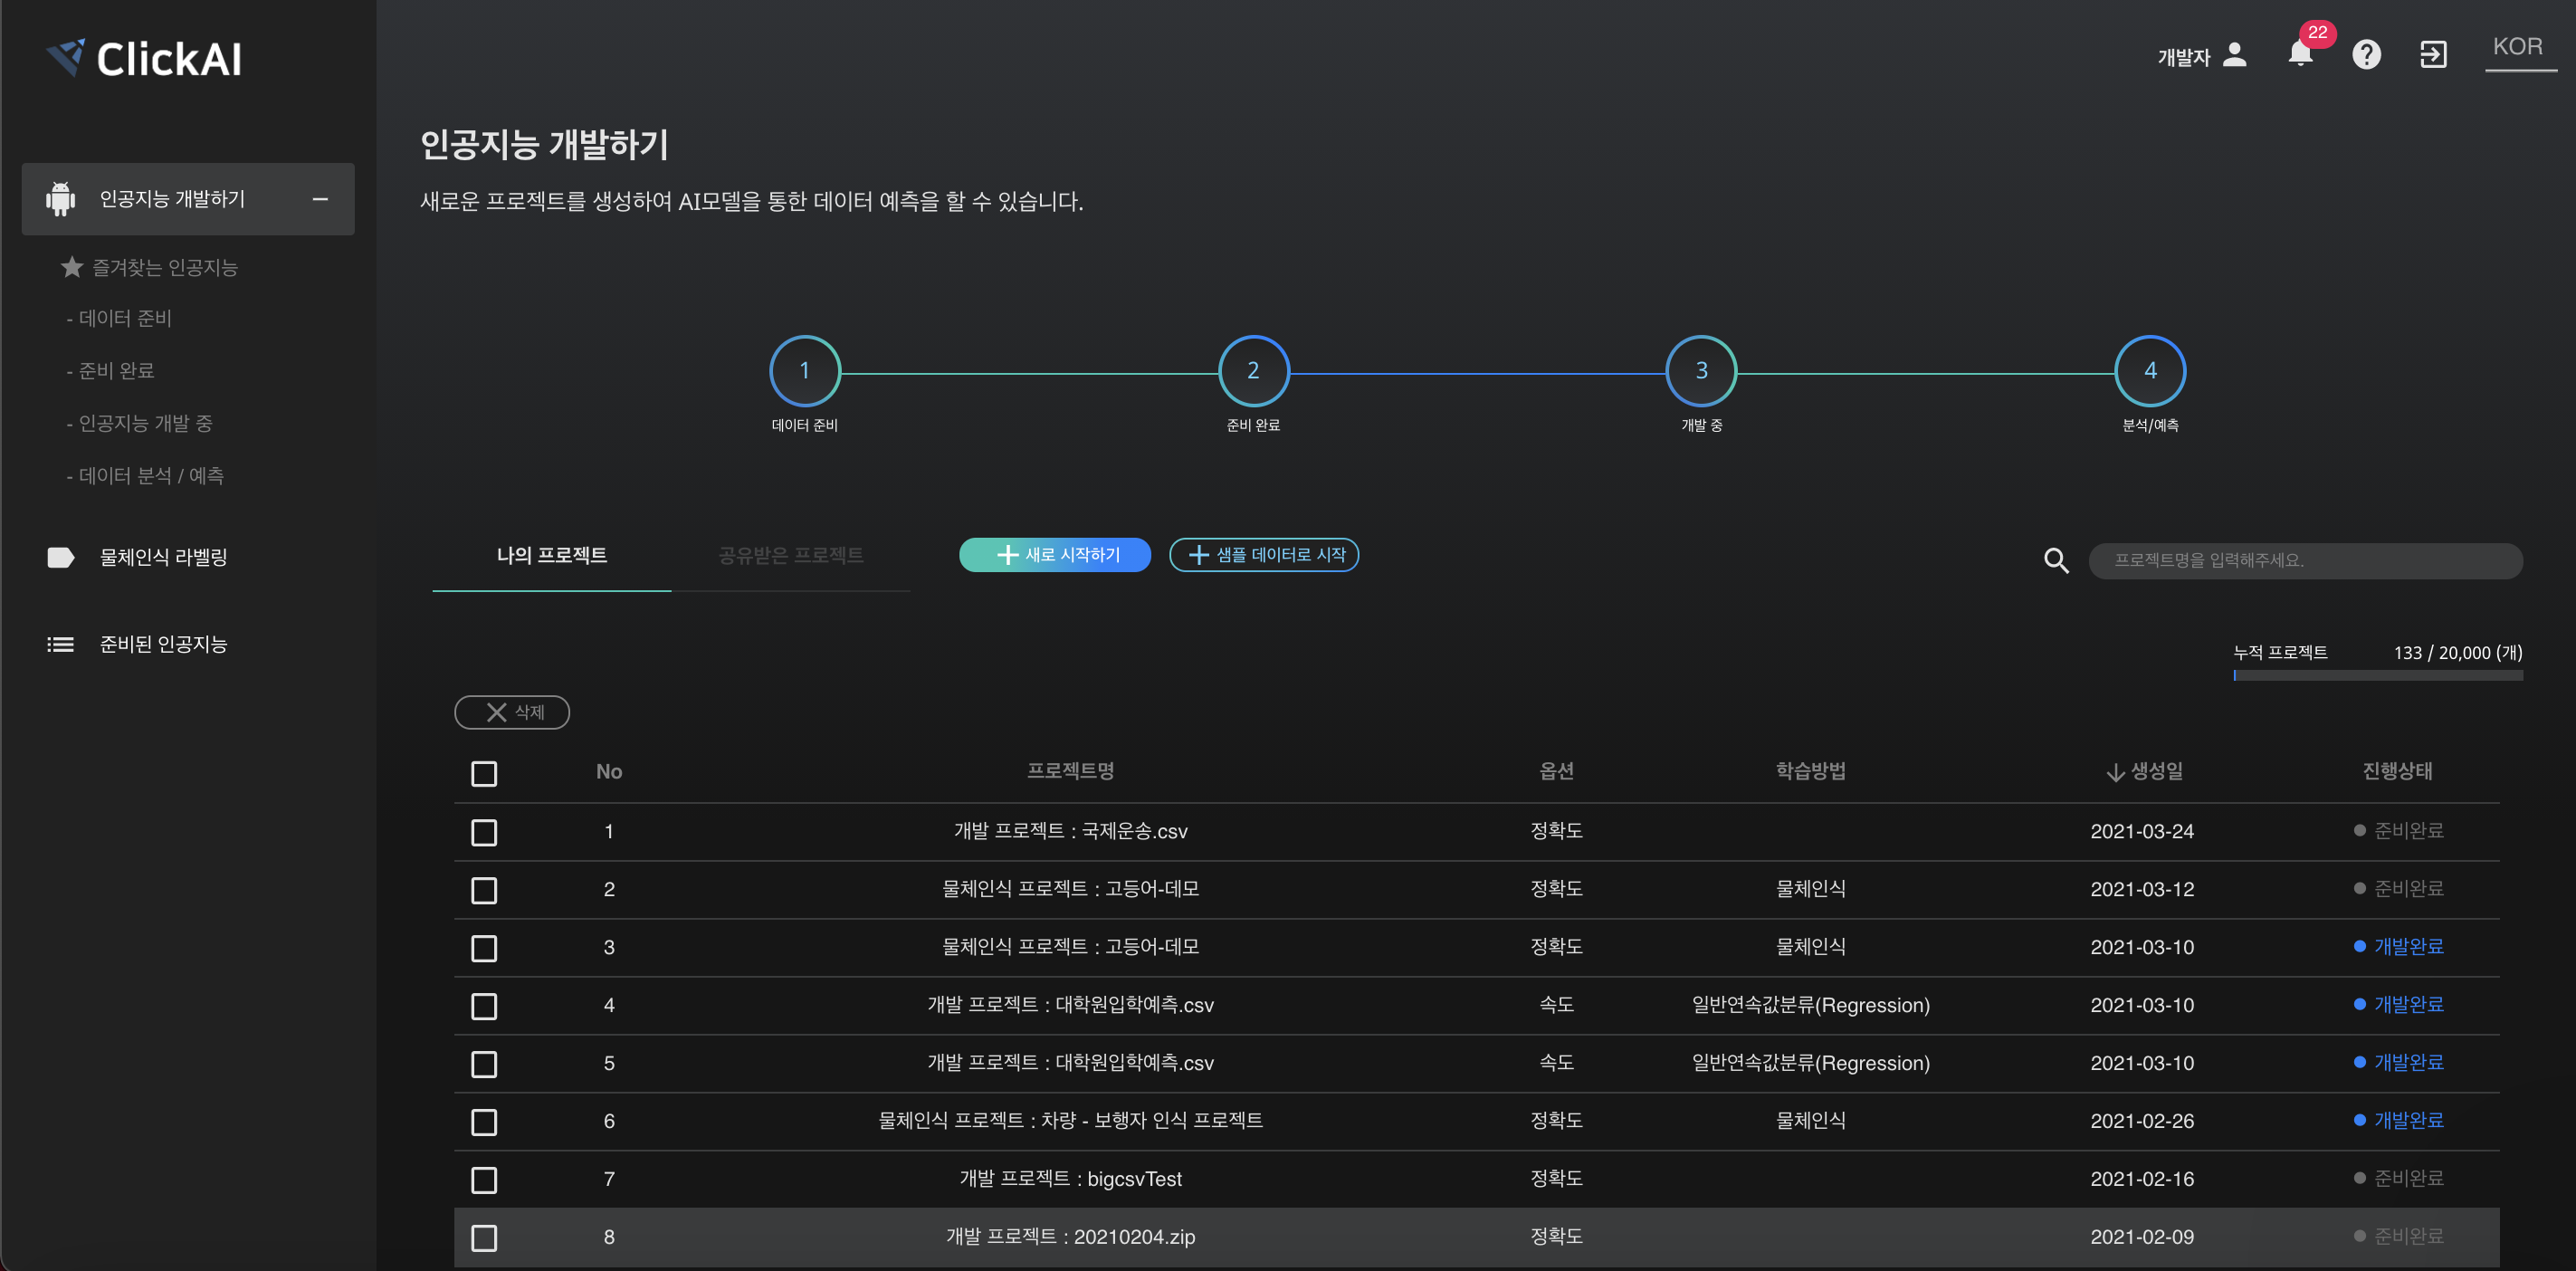 ClickAI
개발자
22
KOR
인공지능 개발하기
즐겨찾는 인공지능
- 데이터 준비
- 준비 완료
- 인공지능 개발 중
- 데이터 분석 / 예측
물체인식 라벨링
준비된 인공지능
인공지능 개발하기
새로운 프로젝트를 생성하여 AI모델을 통한 데이터 예측을 할 수 있습니다.
1 2 3 4
데이터 준비 준비 완료 개발 중 분석/예측
나의 프로젝트 공유받은 프로젝트 새로 시작하기 샘플 데이터로 시작 프로젝트명을 입력해주세요.
누적 프로젝트 133 / 20,000 (개)
삭제
No 프로젝트명 옵션 학습방법 생성일 진행상태
1 개발 프로젝트 : 국제운송.csv 정확도 2021-03-24 준비완료
2 물체인식 프로젝트 : 고등어-데모 정확도 물체인식 2021-03-12 준비완료
3 물체인식 프로젝트 : 고등어-데모 정확도 물체인식 2021-03-10 개발완료
4 개발 프로젝트 : 대학원입학예측.csv 속도 일반연속값분류(Regression) 2021-03-10 개발완료
5 개발 프로젝트 : 대학원입학예측.csv 속도 일반연속값분류(Regression) 2021-03-10 개발완료
6 물체인식 프로젝트 : 차량 - 보행자 인식 프로젝트 정확도 물체인식 2021-02-26 개발완료
7 개발 프로젝트 : bigcsvTest 정확도 2021-02-16 준비완료
8 개발 프로젝트 : 20210204.zip 정확도 2021-02-09 준비완료